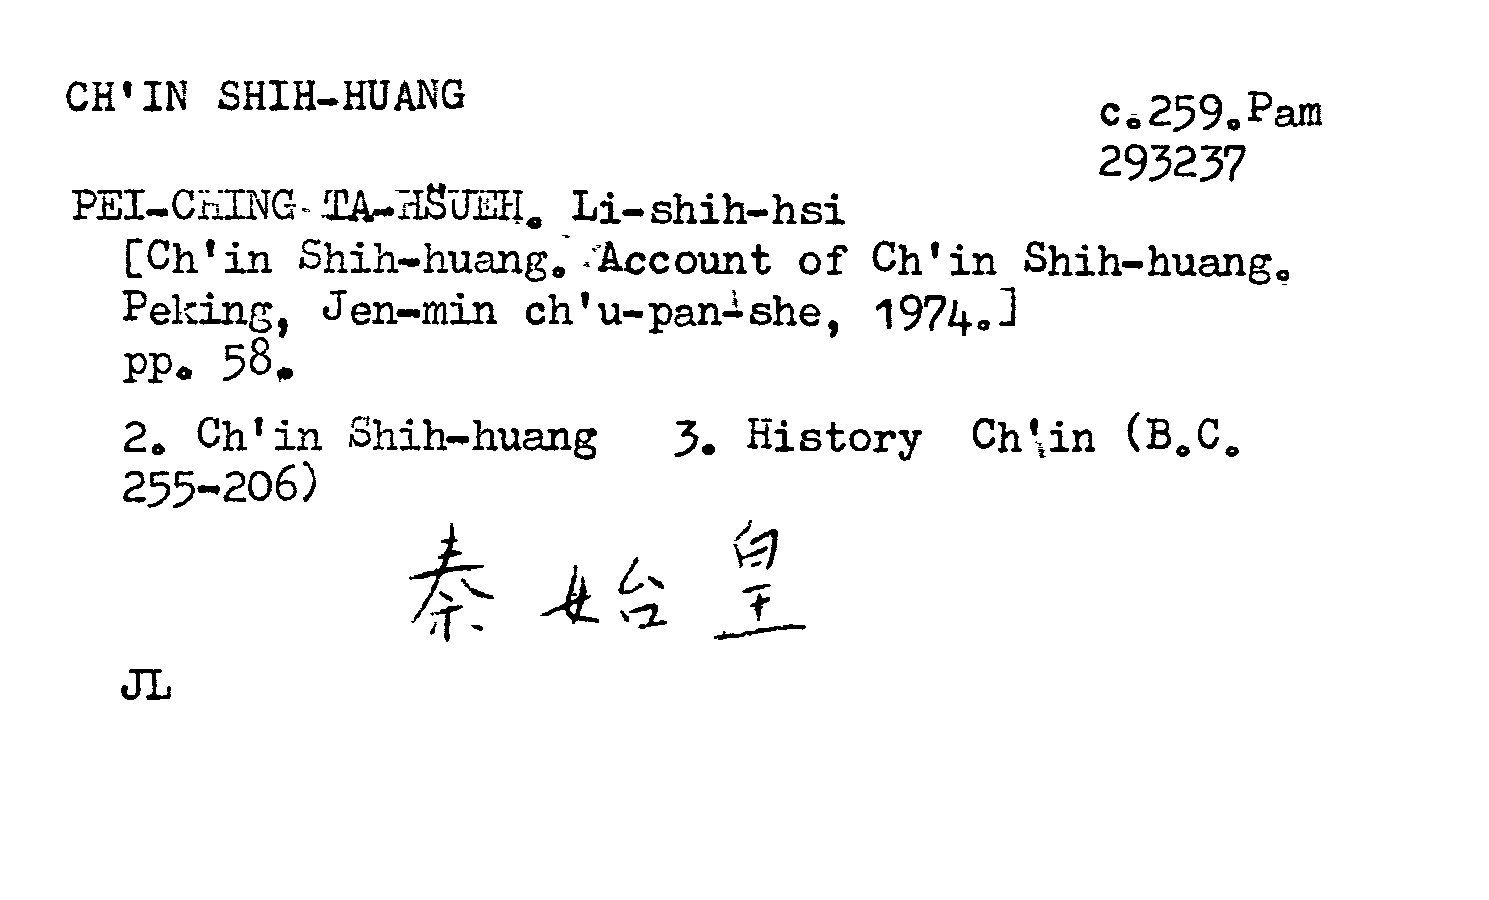 CH'IN SHIH-HUANG
c.259.Pam
293237
PEI-CHING TA-HSÜEH. Li-shih-hsi
[Ch'in Shih-huang. Account of Ch'in Shih-huang.
Peking, Jen-min ch'u-pan-she, 1974.]
pp. 58.
2. Ch'in Shih-huang 3. History Ch'in (B.C.
255-206)
秦始皇
JL